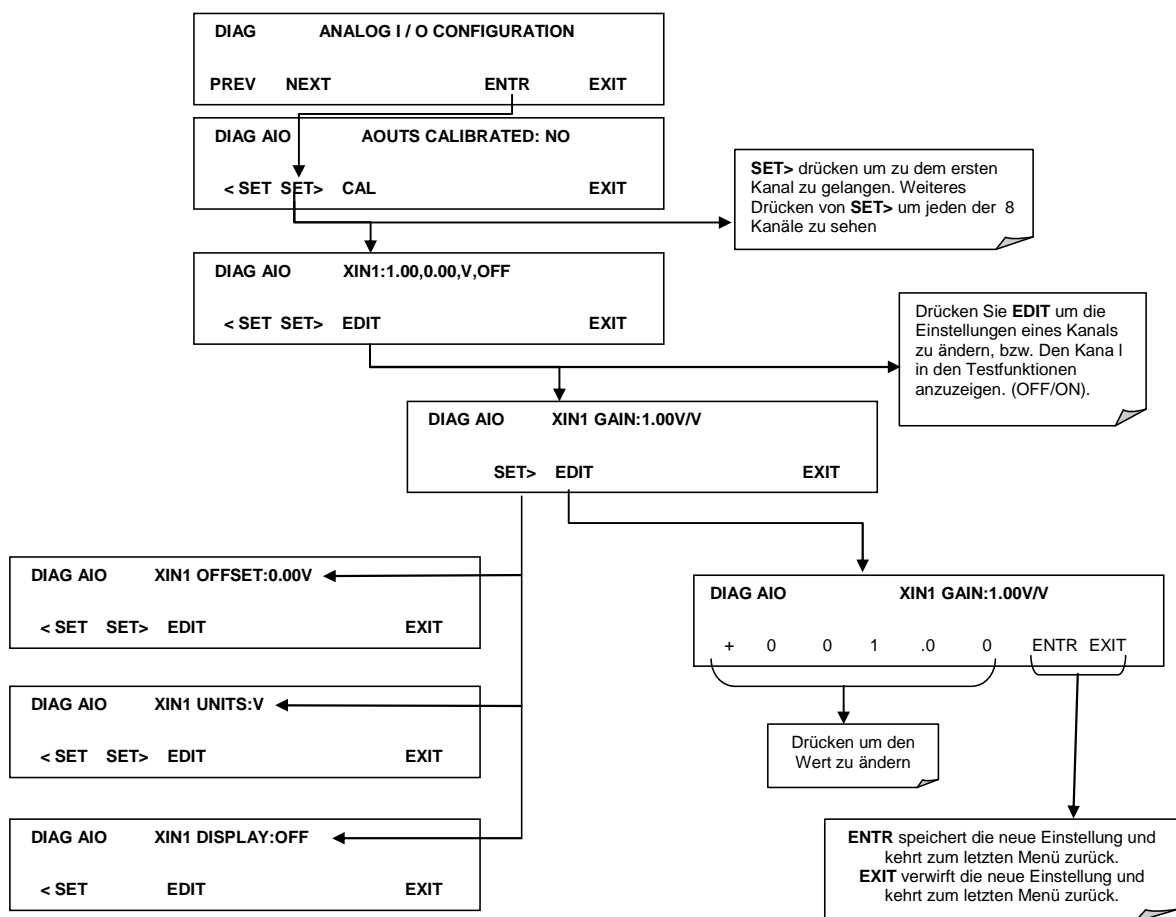 DIAG ANALOG I / O CONFIGURATION
PREV NEXT ENTR EXIT
DIAG AIO AOUTS CALIBRATED: NO
< SET SET> CAL EXIT
SET> drücken um zu dem ersten
Kanal zu gelangen. Weiteres
Drücken von SET> um jeden der 8
Kanäle zu sehen
DIAG AIO XIN1:1.00,0.00,V,OFF
< SET SET> EDIT EXIT
Drücken Sie EDIT um die
Einstellungen eines Kanals
zu ändern, bzw. Den Kana l
in den Testfunktionen
anzuzeigen. (OFF/ON).
DIAG AIO XIN1 GAIN:1.00V/V
SET> EDIT EXIT
DIAG AIO XIN1 OFFSET:0.00V
< SET SET> EDIT EXIT
DIAG AIO XIN1 GAIN:1.00V/V
+ 0 0 1 .0 0 ENTR EXIT
DIAG AIO XIN1 UNITS:V
< SET SET> EDIT EXIT
Drücken um den
Wert zu ändern
DIAG AIO XIN1 DISPLAY:OFF
< SET EDIT EXIT
ENTR speichert die neue Einstellung und
kehrt zum letzten Menü zurück.
EXIT verwirft die neue Einstellung und
kehrt zum letzten Menü zurück.